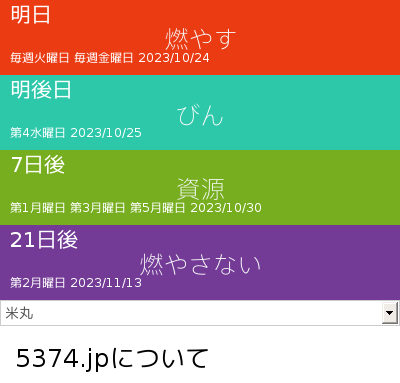 明日
燃やす
毎週火曜日 毎週金曜日 2023/10/24
明後日
びん
第4水曜日 2023/10/25
7日後
資源
第1月曜日 第3月曜日 第5月曜日 2023/10/30
21日後
燃やさない
第2月曜日 2023/11/13
米丸
5374.jpについて